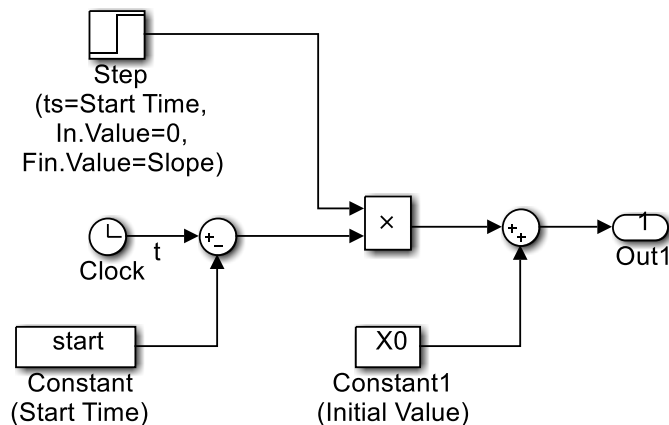 Step
(ts=Start Time,
In.Value=0,
Fin.Value=Slope)
×
1
Out1
+
−
+
+
t
Clock
start
Constant
(Start Time)
X0
Constant1
(Initial Value)